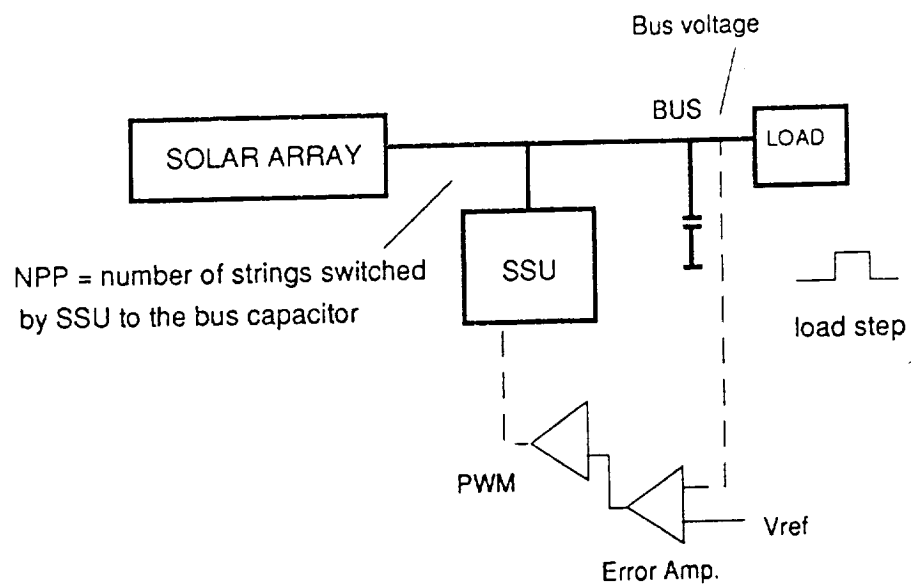 Bus voltage
BUS
LOAD
SOLAR ARRAY
NPP = number of strings switched
by SSU to the bus capacitor
SSU
load step
PWM
Vref
Error Amp.